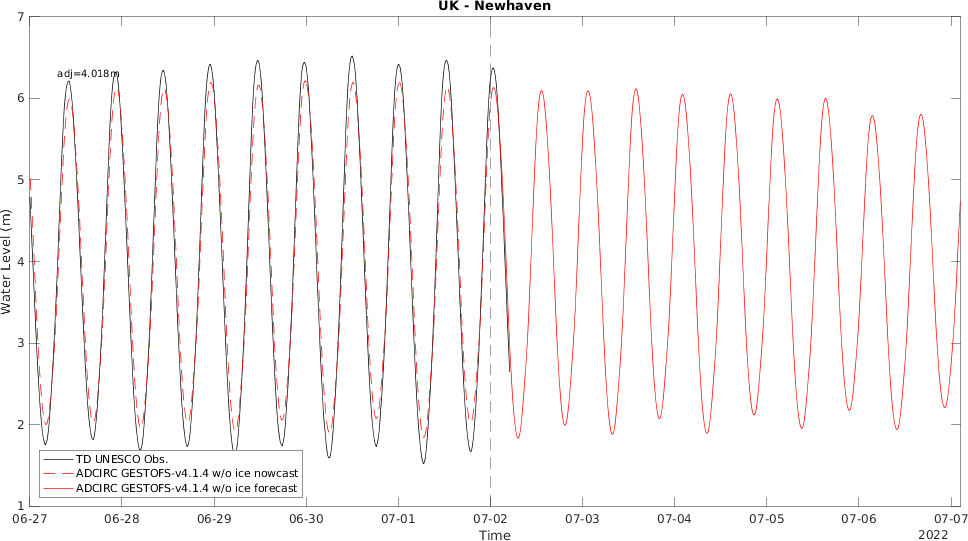 UK - Newhaven
7
adj=4.018m
6
5
4
3
2
1
Water Level (m)
TD UNESCO Obs.
ADCIRC GESTOFS-v4.1.4 w/o ice nowcast
ADCIRC GESTOFS-v4.1.4 w/o ice forecast
06-27 06-28 06-29 06-30 07-01 07-02 07-03 07-04 07-05 07-06 07-07
Time
2022